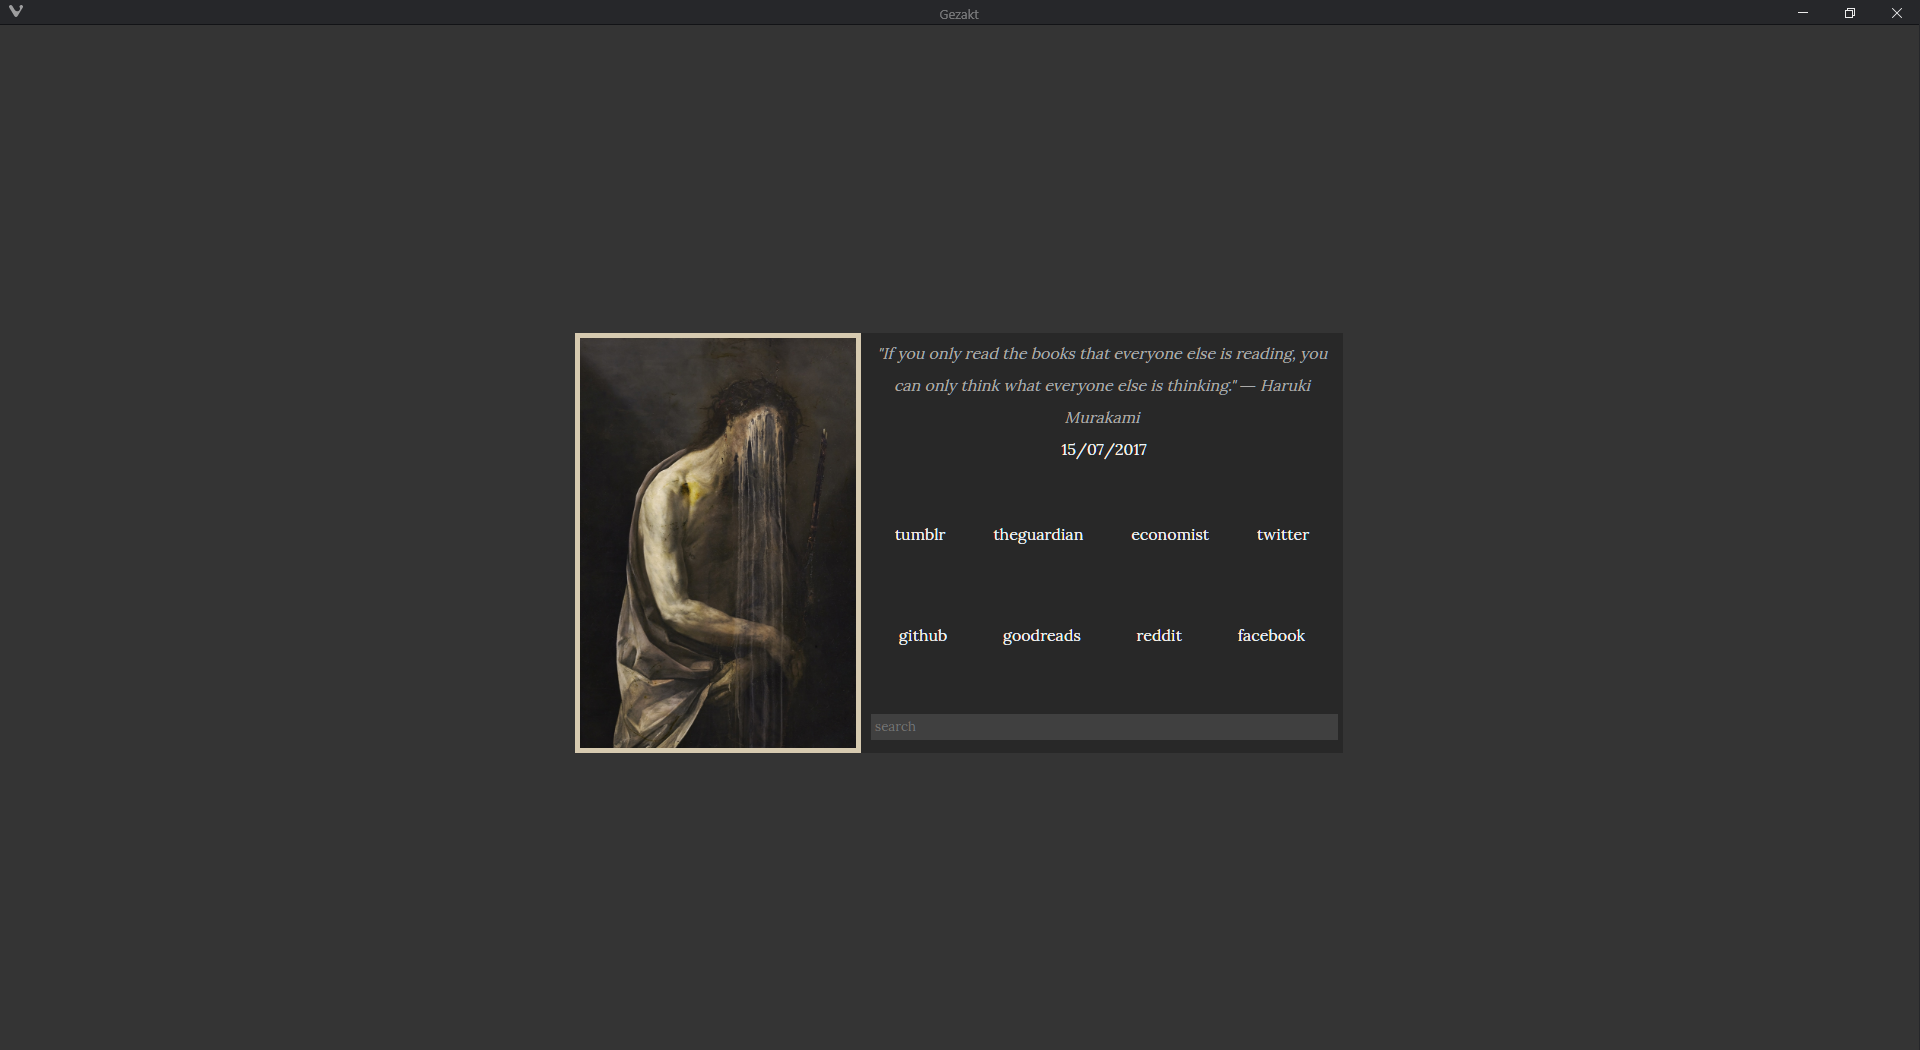 Gezakt
"If you only read the books that everyone else is reading, you
can only think what everyone else is thinking." — Haruki
Murakami
15/07/2017
tumblr theguardian economist twitter
github goodreads reddit facebook
search